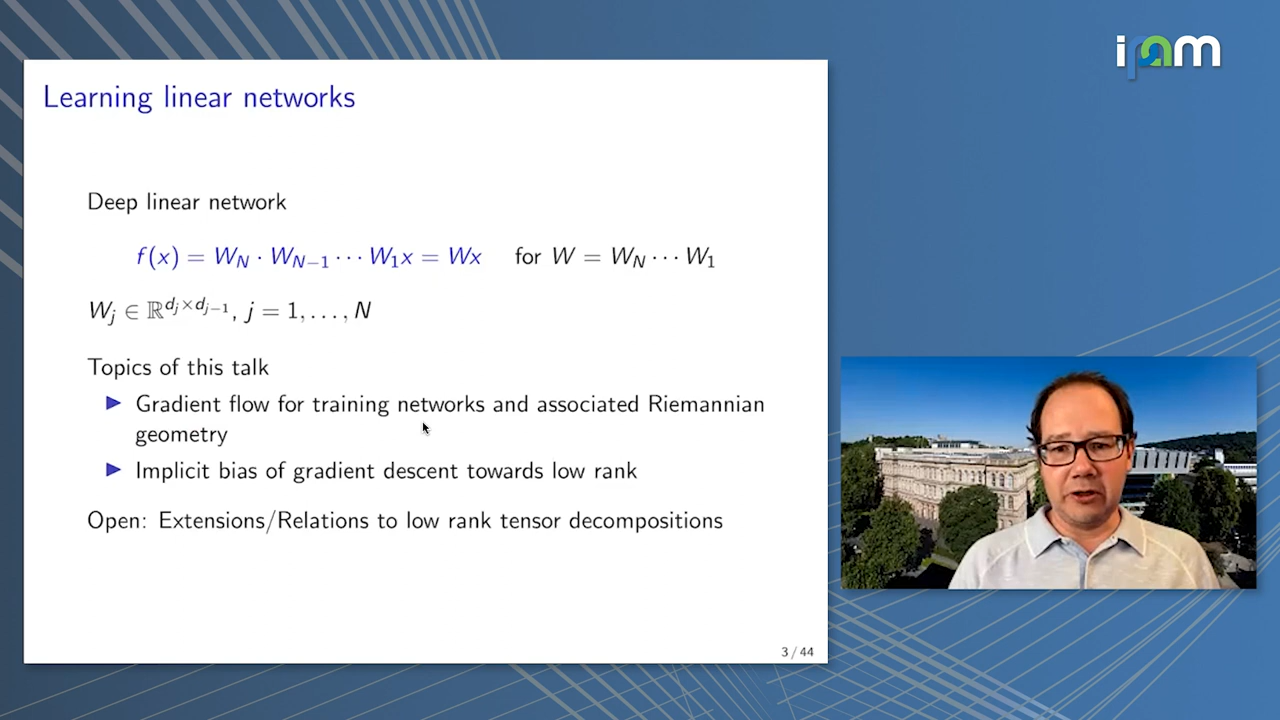 ipam
Learning linear networks
Deep linear network
f(x) = W_N · W_{N−1} ··· W_1x = Wx for W = W_N ··· W_1
W_j ∈ ℝ^{d_j×d_{j−1}}, j = 1, . . . , N
Topics of this talk
▶ Gradient flow for training networks and associated Riemannian
geometry
▶ Implicit bias of gradient descent towards low rank
Open: Extensions/Relations to low rank tensor decompositions
3 / 44